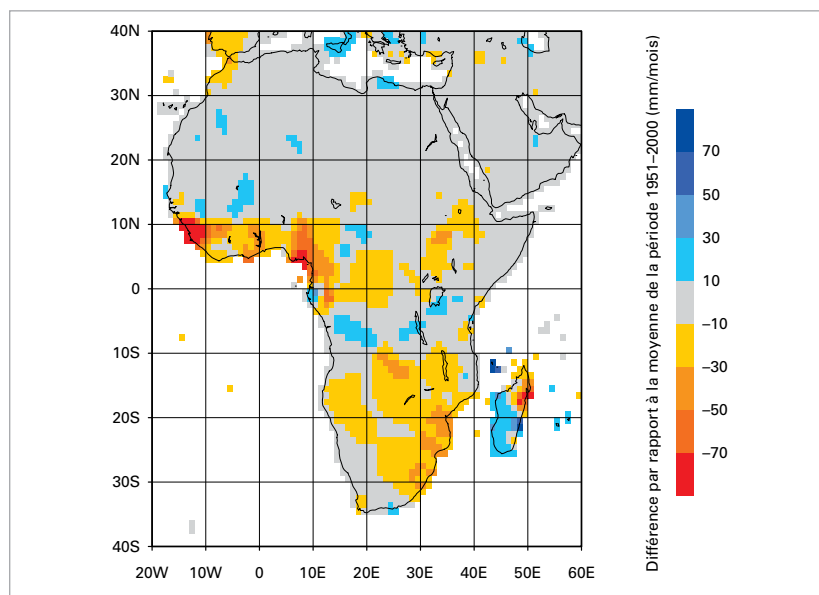 40N
30N
20N
10N
0
10S
20S
30S
40S
20W 10W 0 10E 20E 30E 40E 50E 60E
Différence par rapport à la moyenne de la période 1951–2000 (mm/mois)
70
50
30
10
–10
–30
–50
–70